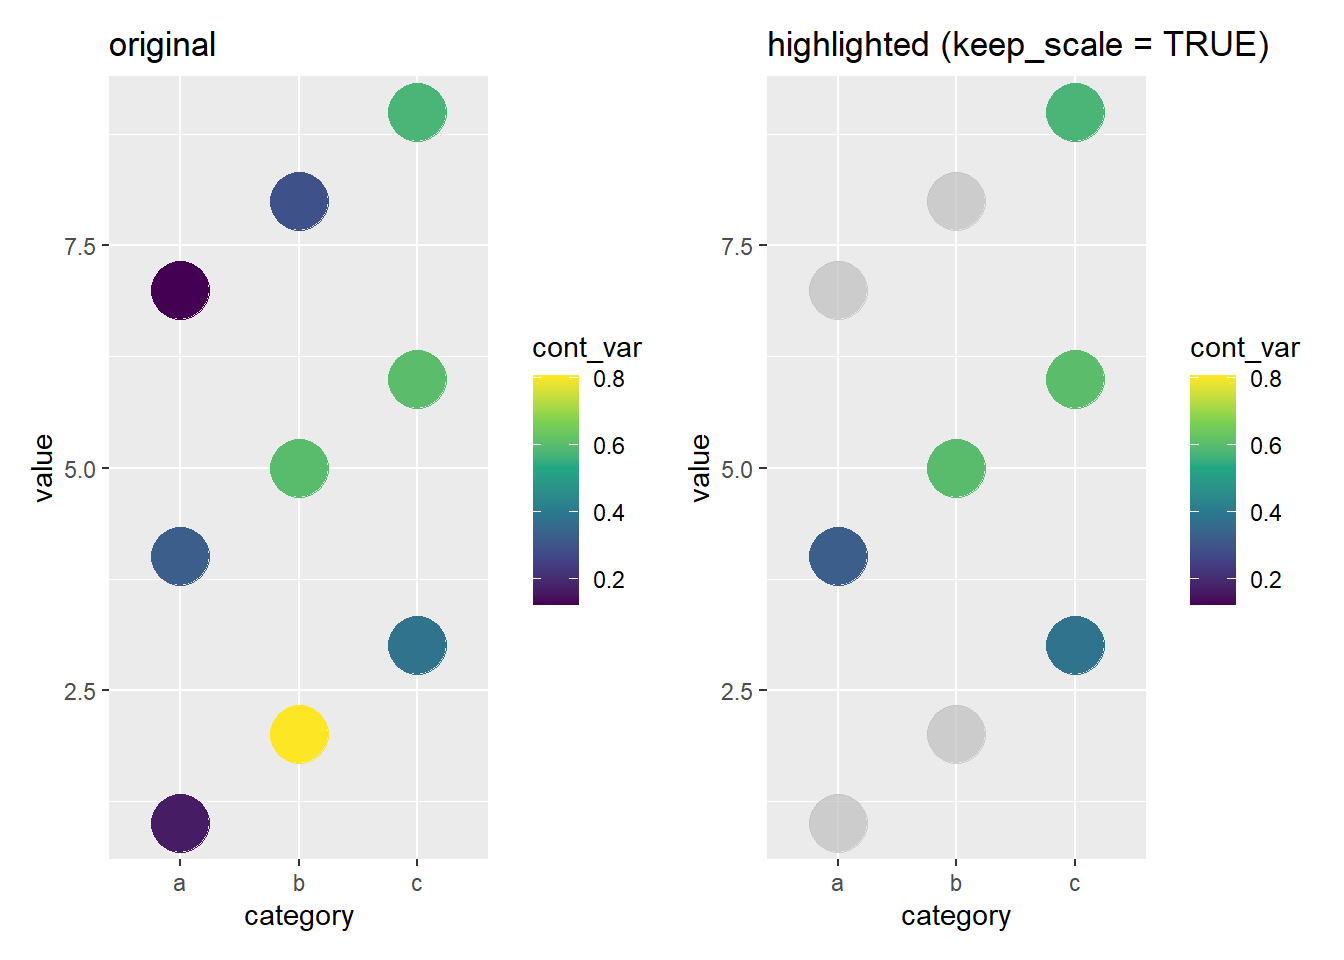 original
highlighted (keep_scale = TRUE)
value
7.5
5.0
2.5
a b c
category
cont_var
0.8
0.6
0.4
0.2
value
7.5
5.0
2.5
a b c
category
cont_var
0.8
0.6
0.4
0.2